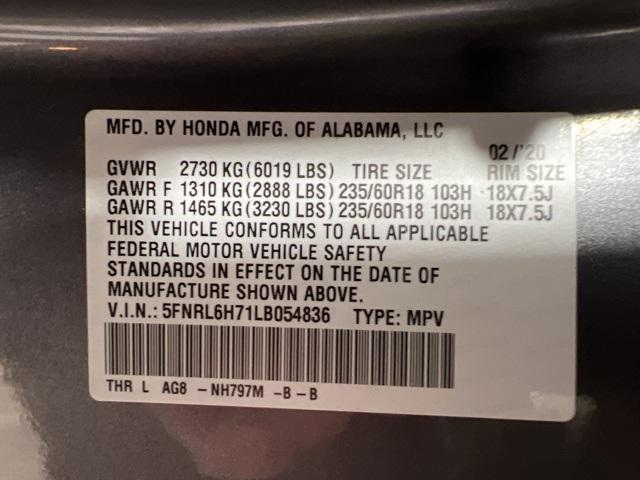 MFD. BY HONDA MFG. OF ALABAMA, LLC
02/'20
GVWR 2730 KG (6019 LBS) TIRE SIZE RIM SIZE
GAWR F 1310 KG (2888 LBS) 235/60R18 103H 18X7.5J
GAWR R 1465 KG (3230 LBS) 235/60R18 103H 18X7.5J
THIS VEHICLE CONFORMS TO ALL APPLICABLE
FEDERAL MOTOR VEHICLE SAFETY
STANDARDS IN EFFECT ON THE DATE OF
MANUFACTURE SHOWN ABOVE.
V.I.N.: 5FNRL6H71LB054836 TYPE: MPV
THR L AG8 -NH797M -B-B